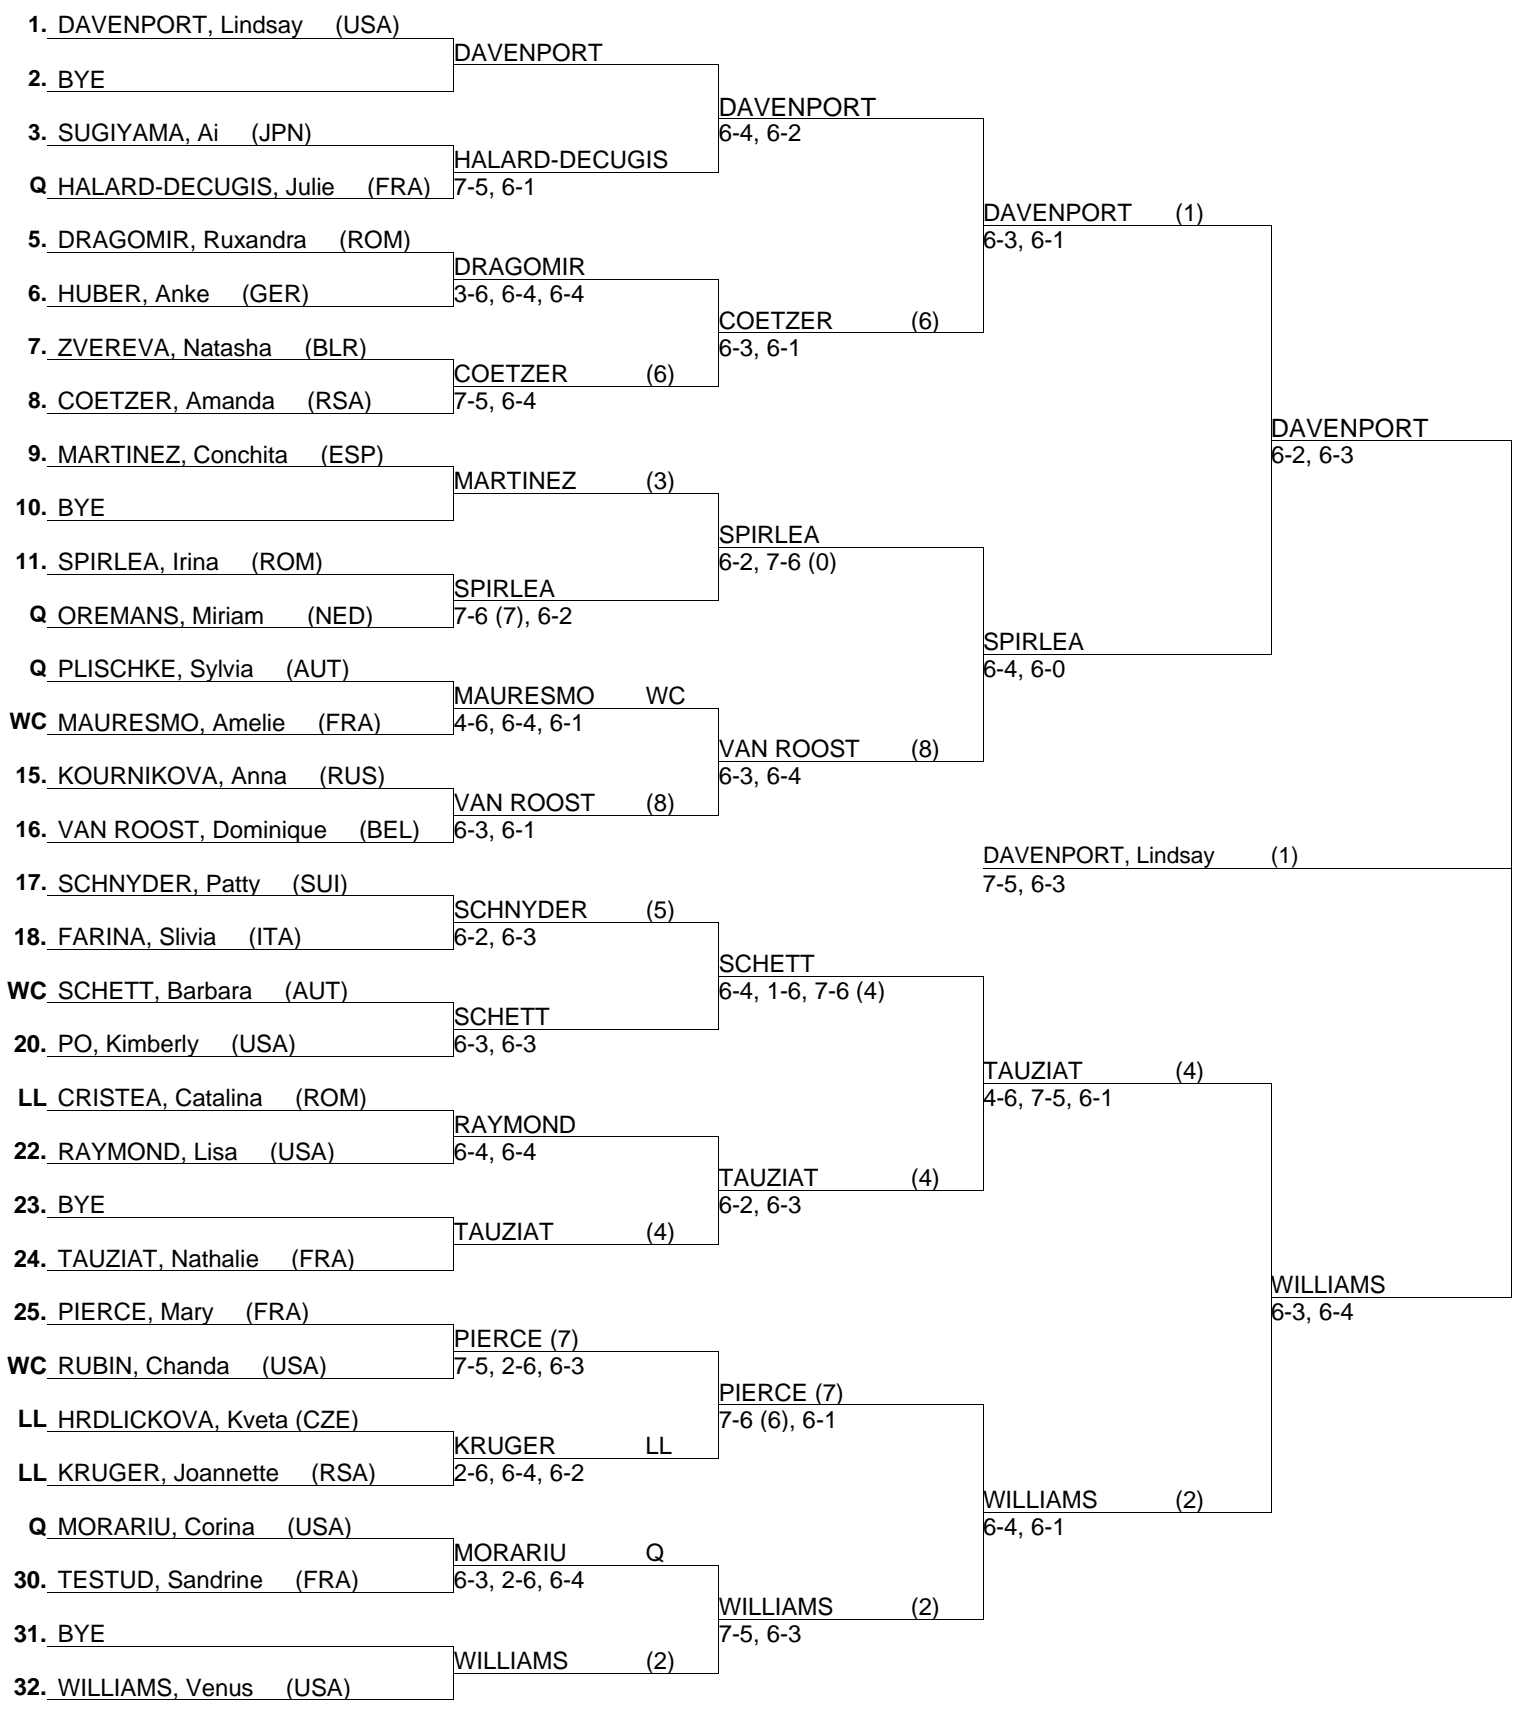 1. DAVENPORT, Lindsay (USA)
DAVENPORT
2. BYE
DAVENPORT
6-4, 6-2
3. SUGIYAMA, Ai (JPN)
HALARD-DECUGIS
Q HALARD-DECUGIS, Julie (FRA) 7-5, 6-1
DAVENPORT (1)
6-3, 6-1
5. DRAGOMIR, Ruxandra (ROM)
DRAGOMIR
6. HUBER, Anke (GER) 3-6, 6-4, 6-4
COETZER (6)
6-3, 6-1
7. ZVEREVA, Natasha (BLR)
COETZER (6)
8. COETZER, Amanda (RSA) 7-5, 6-4
DAVENPORT
6-2, 6-3
9. MARTINEZ, Conchita (ESP)
MARTINEZ (3)
10. BYE
SPIRLEA
6-2, 7-6 (0)
11. SPIRLEA, Irina (ROM)
SPIRLEA
Q OREMANS, Miriam (NED) 7-6 (7), 6-2
SPIRLEA
6-4, 6-0
Q PLISCHKE, Sylvia (AUT)
MAURESMO WC
WC MAURESMO, Amelie (FRA) 4-6, 6-4, 6-1
VAN ROOST (8)
6-3, 6-4
15. KOURNIKOVA, Anna (RUS)
VAN ROOST (8)
16. VAN ROOST, Dominique (BEL) 6-3, 6-1
DAVENPORT, Lindsay (1)
7-5, 6-3
17. SCHNYDER, Patty (SUI)
SCHNYDER (5)
18. FARINA, Slivia (ITA) 6-2, 6-3
SCHETT
6-4, 1-6, 7-6 (4)
WC SCHETT, Barbara (AUT)
SCHETT
20. PO, Kimberly (USA) 6-3, 6-3
TAUZIAT (4)
4-6, 7-5, 6-1
LL CRISTEA, Catalina (ROM)
RAYMOND
22. RAYMOND, Lisa (USA) 6-4, 6-4
TAUZIAT (4)
6-2, 6-3
23. BYE
TAUZIAT (4)
24. TAUZIAT, Nathalie (FRA)
WILLIAMS
6-3, 6-4
25. PIERCE, Mary (FRA)
PIERCE (7)
WC RUBIN, Chanda (USA) 7-5, 2-6, 6-3
PIERCE (7)
7-6 (6), 6-1
LL HRDLICKOVA, Kveta (CZE)
KRUGER LL
LL KRUGER, Joannette (RSA) 2-6, 6-4, 6-2
WILLIAMS (2)
6-4, 6-1
Q MORARIU, Corina (USA)
MORARIU Q
30. TESTUD, Sandrine (FRA) 6-3, 2-6, 6-4
WILLIAMS (2)
7-5, 6-3
31. BYE
WILLIAMS (2)
32. WILLIAMS, Venus (USA)